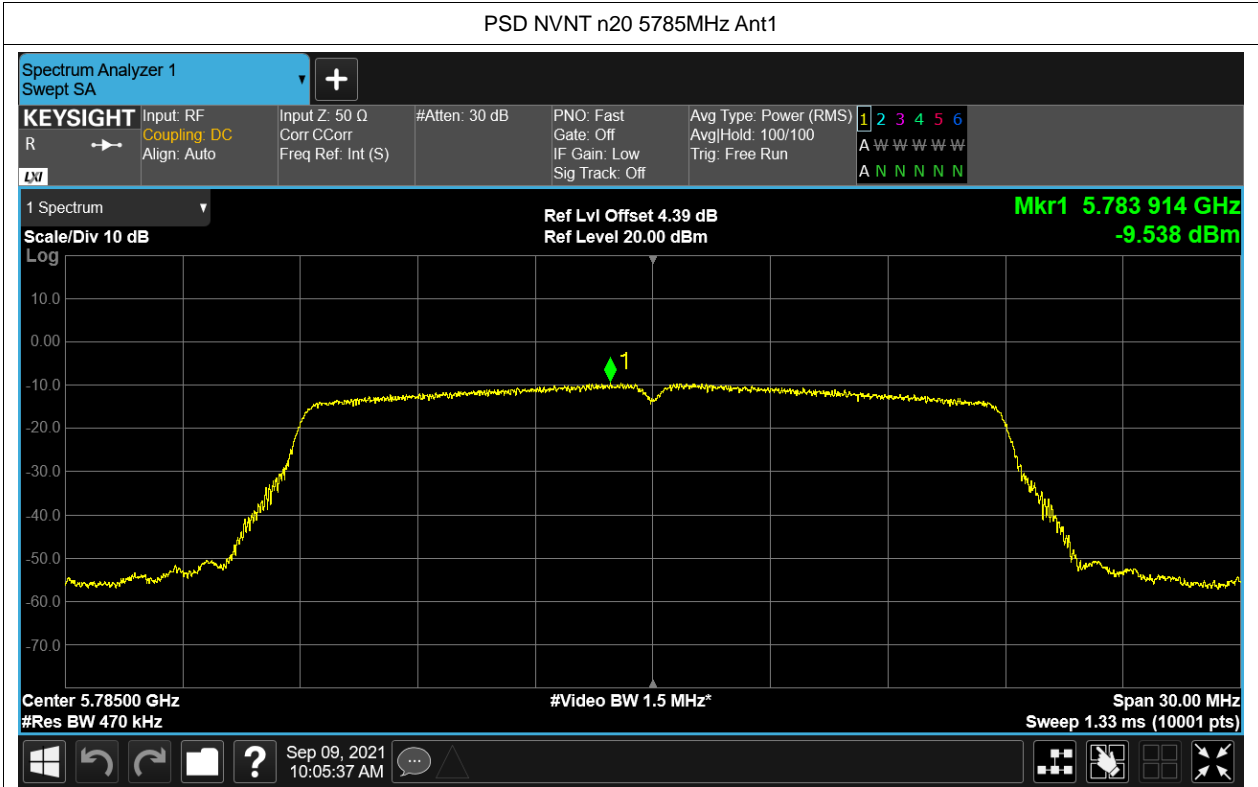 PSD NVNT n20 5785MHz Ant1
Spectrum Analyzer 1
Swept SA
KEYSIGHT
R
LXI
Input: RF
Coupling: DC
Align: Auto
Input Z: 50 Ω
Corr CCorr
Freq Ref: Int (S)
#Atten: 30 dB
PNO: Fast
Gate: Off
IF Gain: Low
Sig Track: Off
Avg Type: Power (RMS)
Avg|Hold: 100/100
Trig: Free Run
1 2 3 4 5 6
A W W W W W
A N N N N N
1 Spectrum
Scale/Div 10 dB
Log
Ref Lvl Offset 4.39 dB
Ref Level 20.00 dBm
Mkr1 5.783 914 GHz
-9.538 dBm
10.0
0.00
-10.0
-20.0
-30.0
-40.0
-50.0
-60.0
-70.0
1
Center 5.78500 GHz
#Res BW 470 kHz
#Video BW 1.5 MHz*
Span 30.00 MHz
Sweep 1.33 ms (10001 pts)
?
Sep 09, 2021
10:05:37 AM